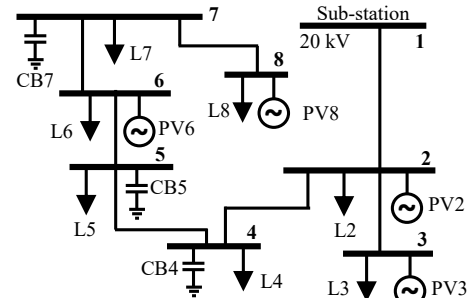 7
Sub-station
20 kV
1
CB7
L7
8
6
L6
PV6
L8
PV8
5
L5
CB5
2
L2
PV2
4
CB4
L4
3
L3
PV3